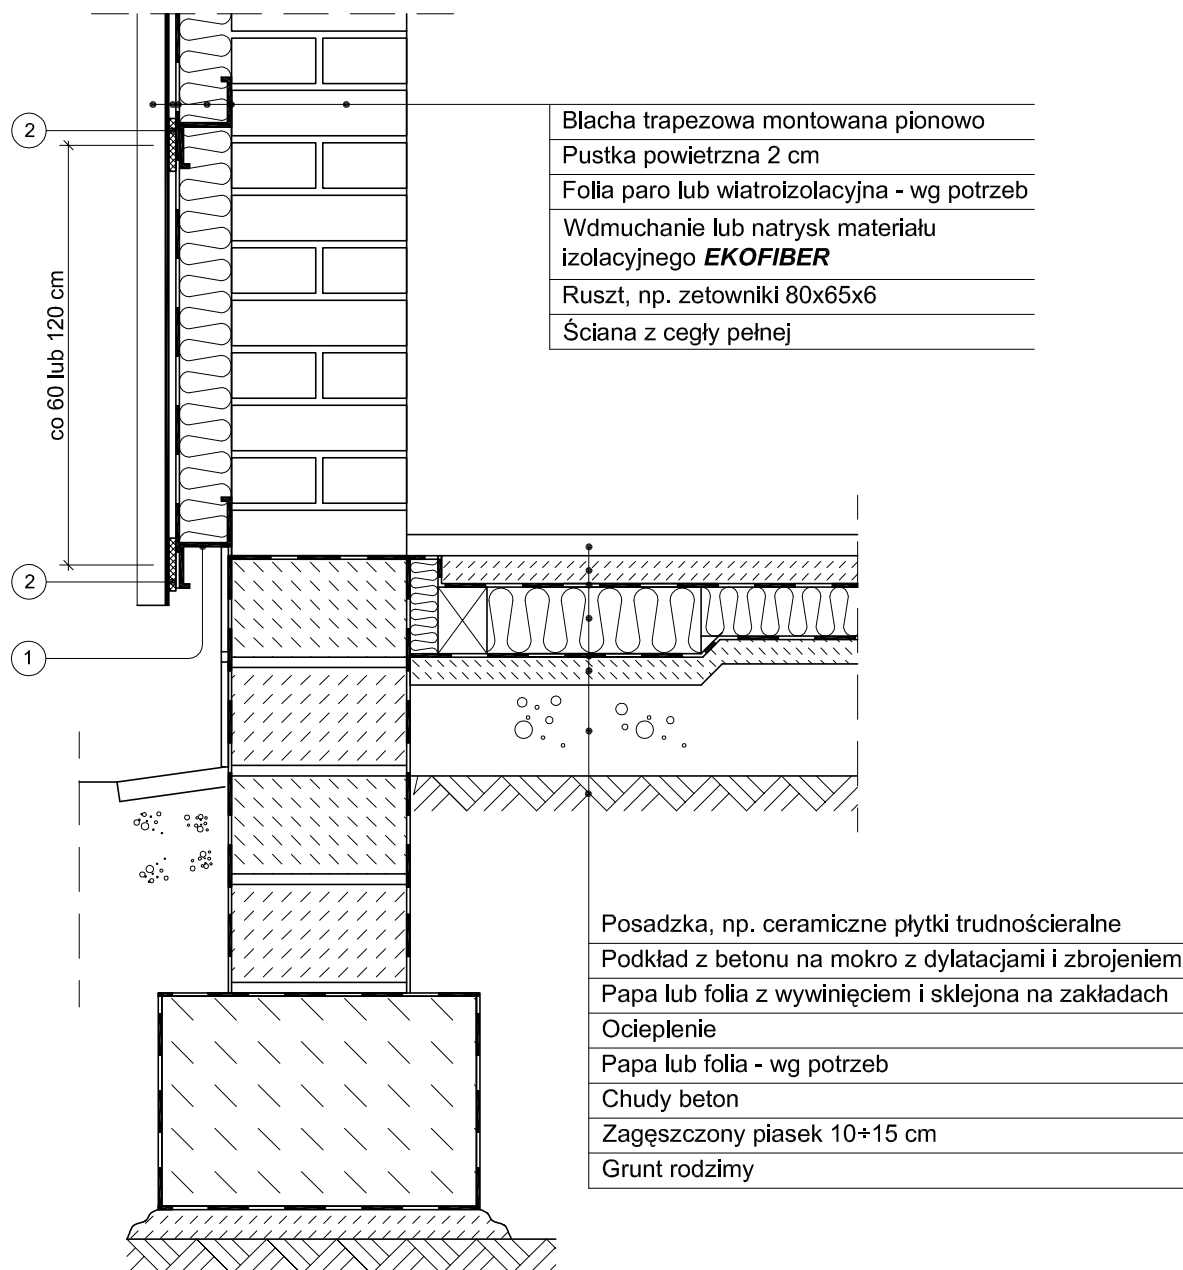 2
Blacha trapezowa montowana pionowo
Pustka powietrzna 2 cm
Folia paro lub wiatroizolacyjna - wg potrzeb
Wdmuchanie lub natrysk materiału
izolacyjnego EKOFIBER
Ruszt, np. zetowniki 80x65x6
Ściana z cegły pełnej
co 60 lub 120 cm
2
1
Posadzka, np. ceramiczne płytki trudnościeralne
Podkład z betonu na mokro z dylatacjami i zbrojeniem
Papa lub folia z wywinięciem i sklejona na zakładach
Ocieplenie
Papa lub folia - wg potrzeb
Chudy beton
Zagęszczony piasek 10÷15 cm
Grunt rodzimy